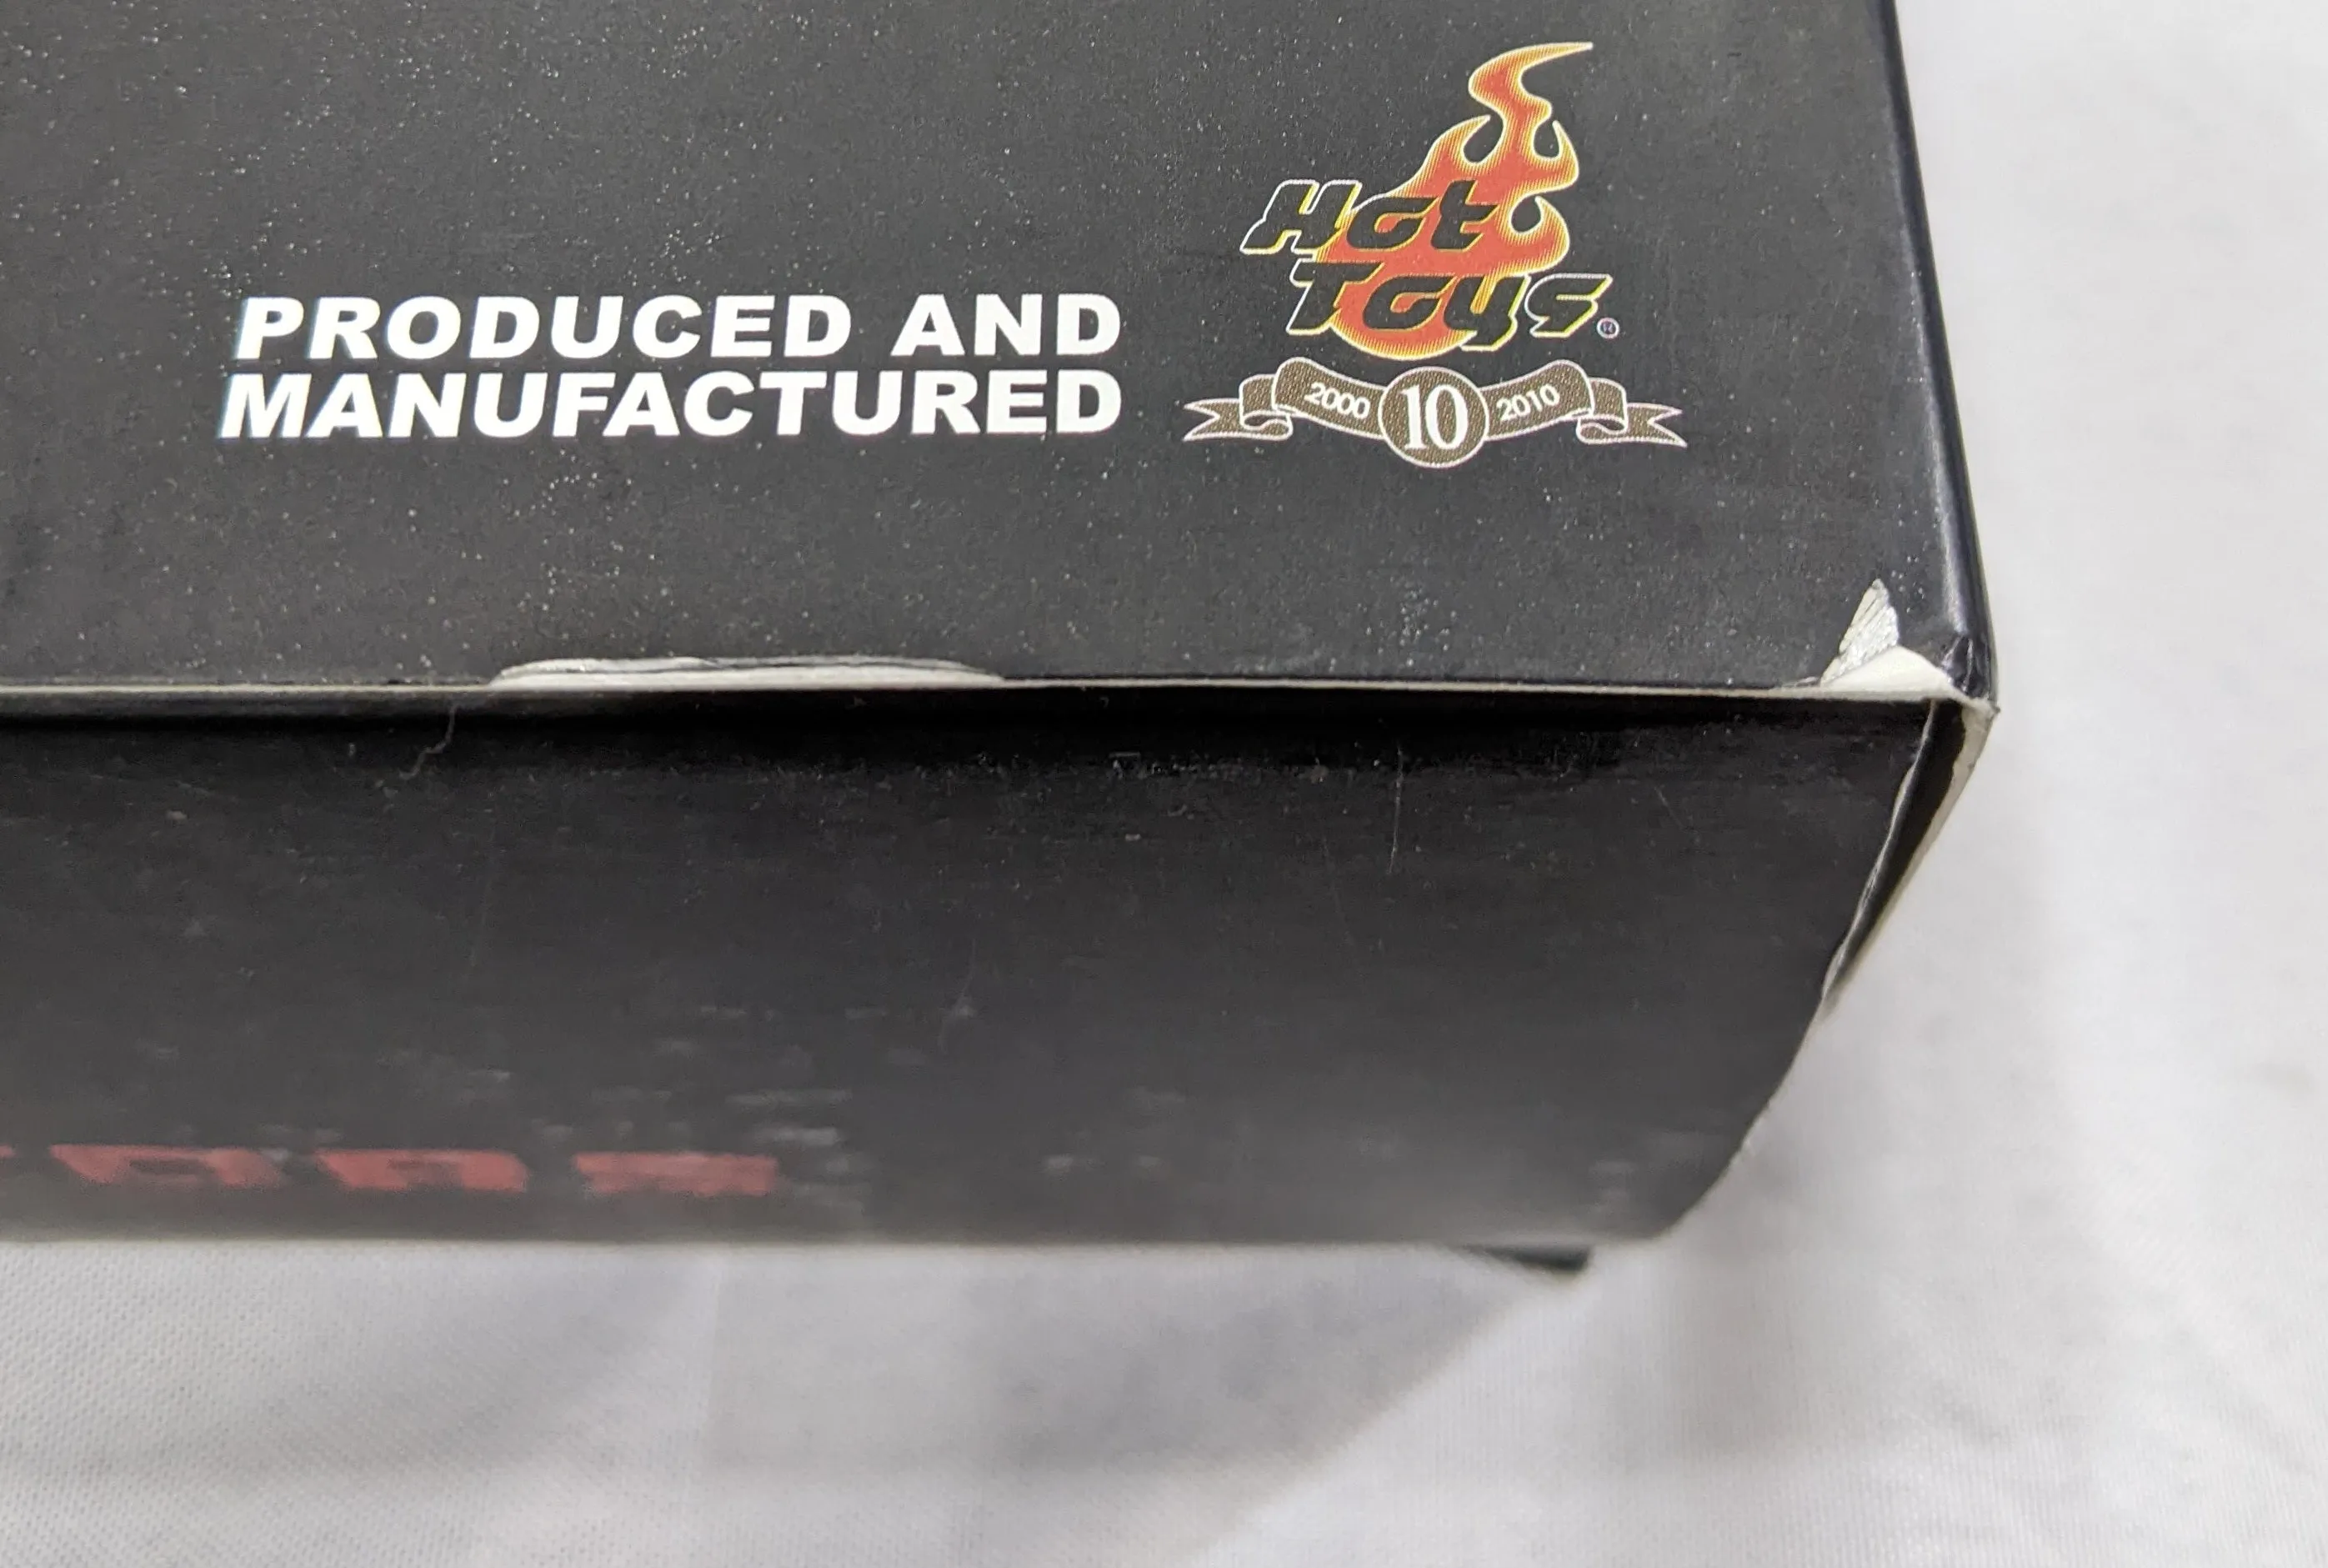 Hot
Toys®
PRODUCED AND
MANUFACTURED
2000 10 2010